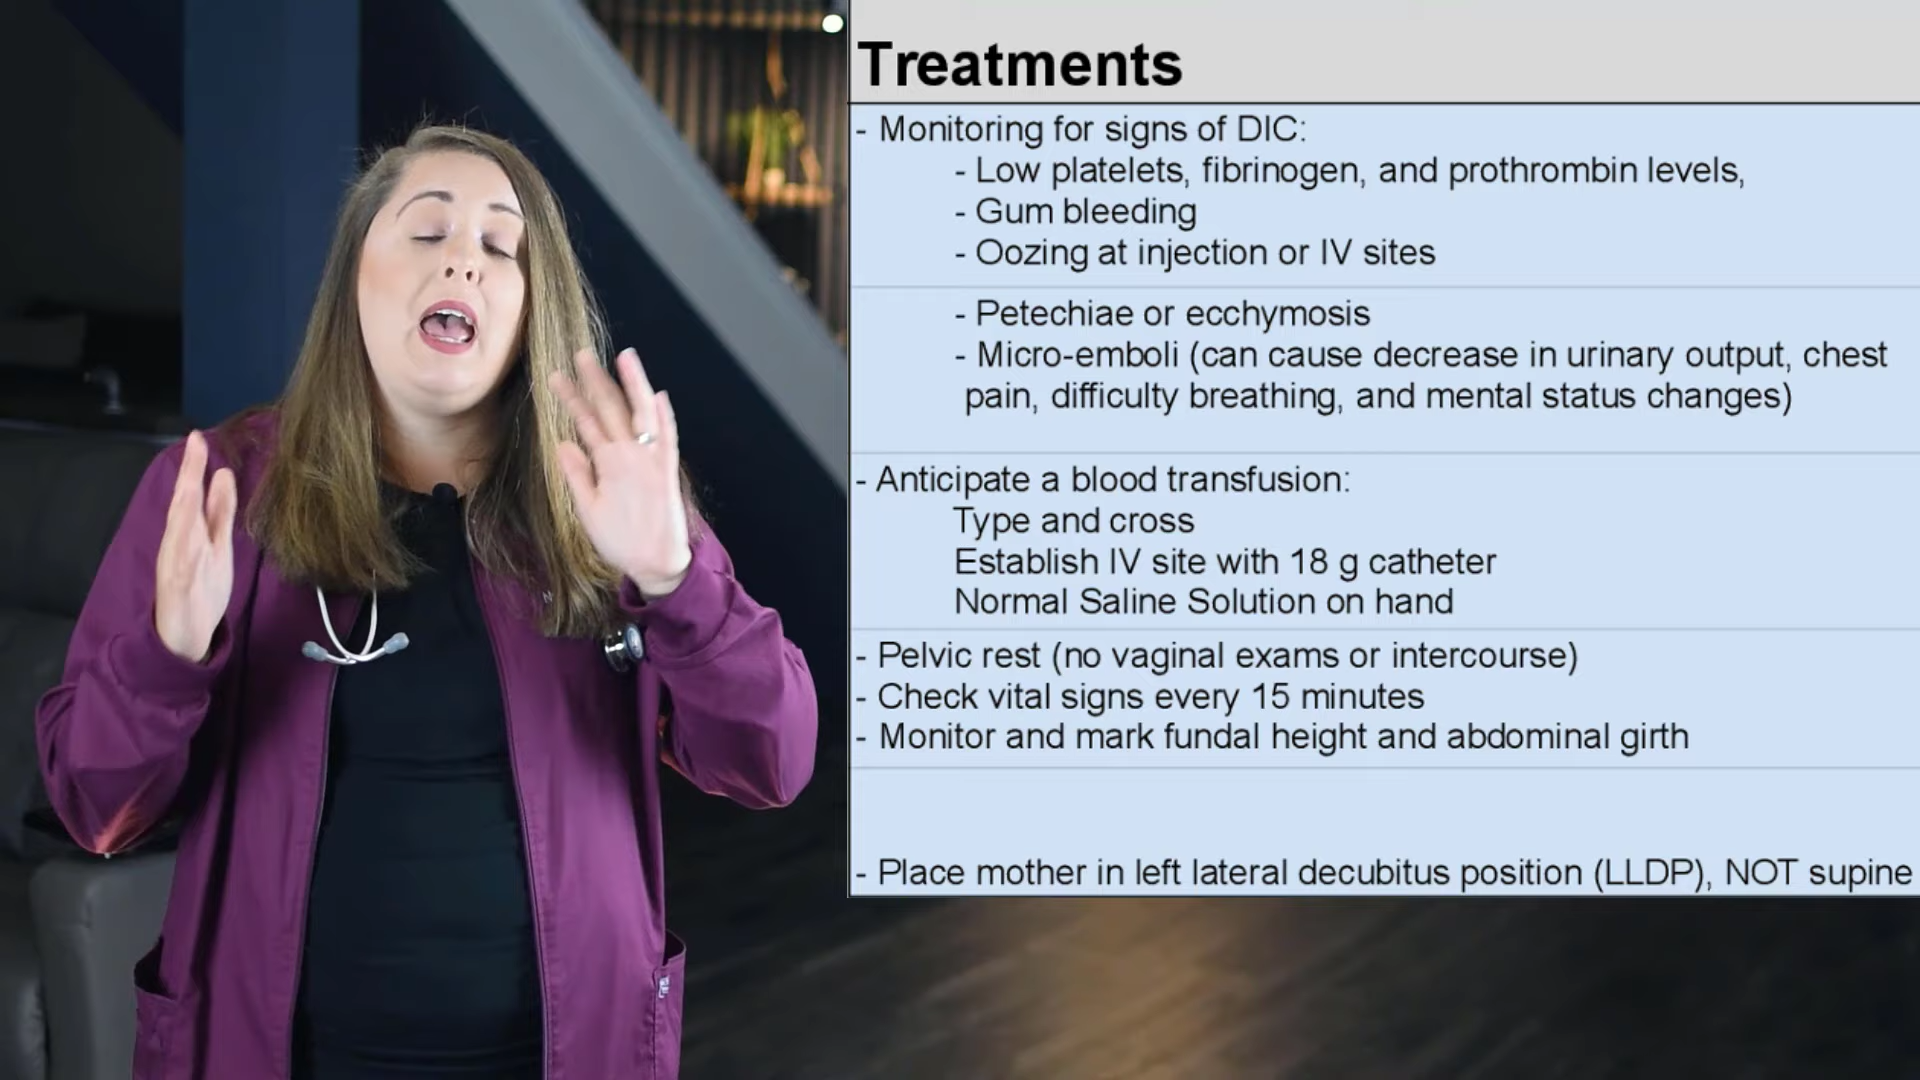 Treatments
- Monitoring for signs of DIC:
- Low platelets, fibrinogen, and prothrombin levels,
- Gum bleeding
- Oozing at injection or IV sites
- Petechiae or ecchymosis
- Micro-emboli (can cause decrease in urinary output, chest
pain, difficulty breathing, and mental status changes)
- Anticipate a blood transfusion:
Type and cross
Establish IV site with 18 g catheter
Normal Saline Solution on hand
- Pelvic rest (no vaginal exams or intercourse)
- Check vital signs every 15 minutes
- Monitor and mark fundal height and abdominal girth
- Place mother in left lateral decubitus position (LLDP), NOT supine